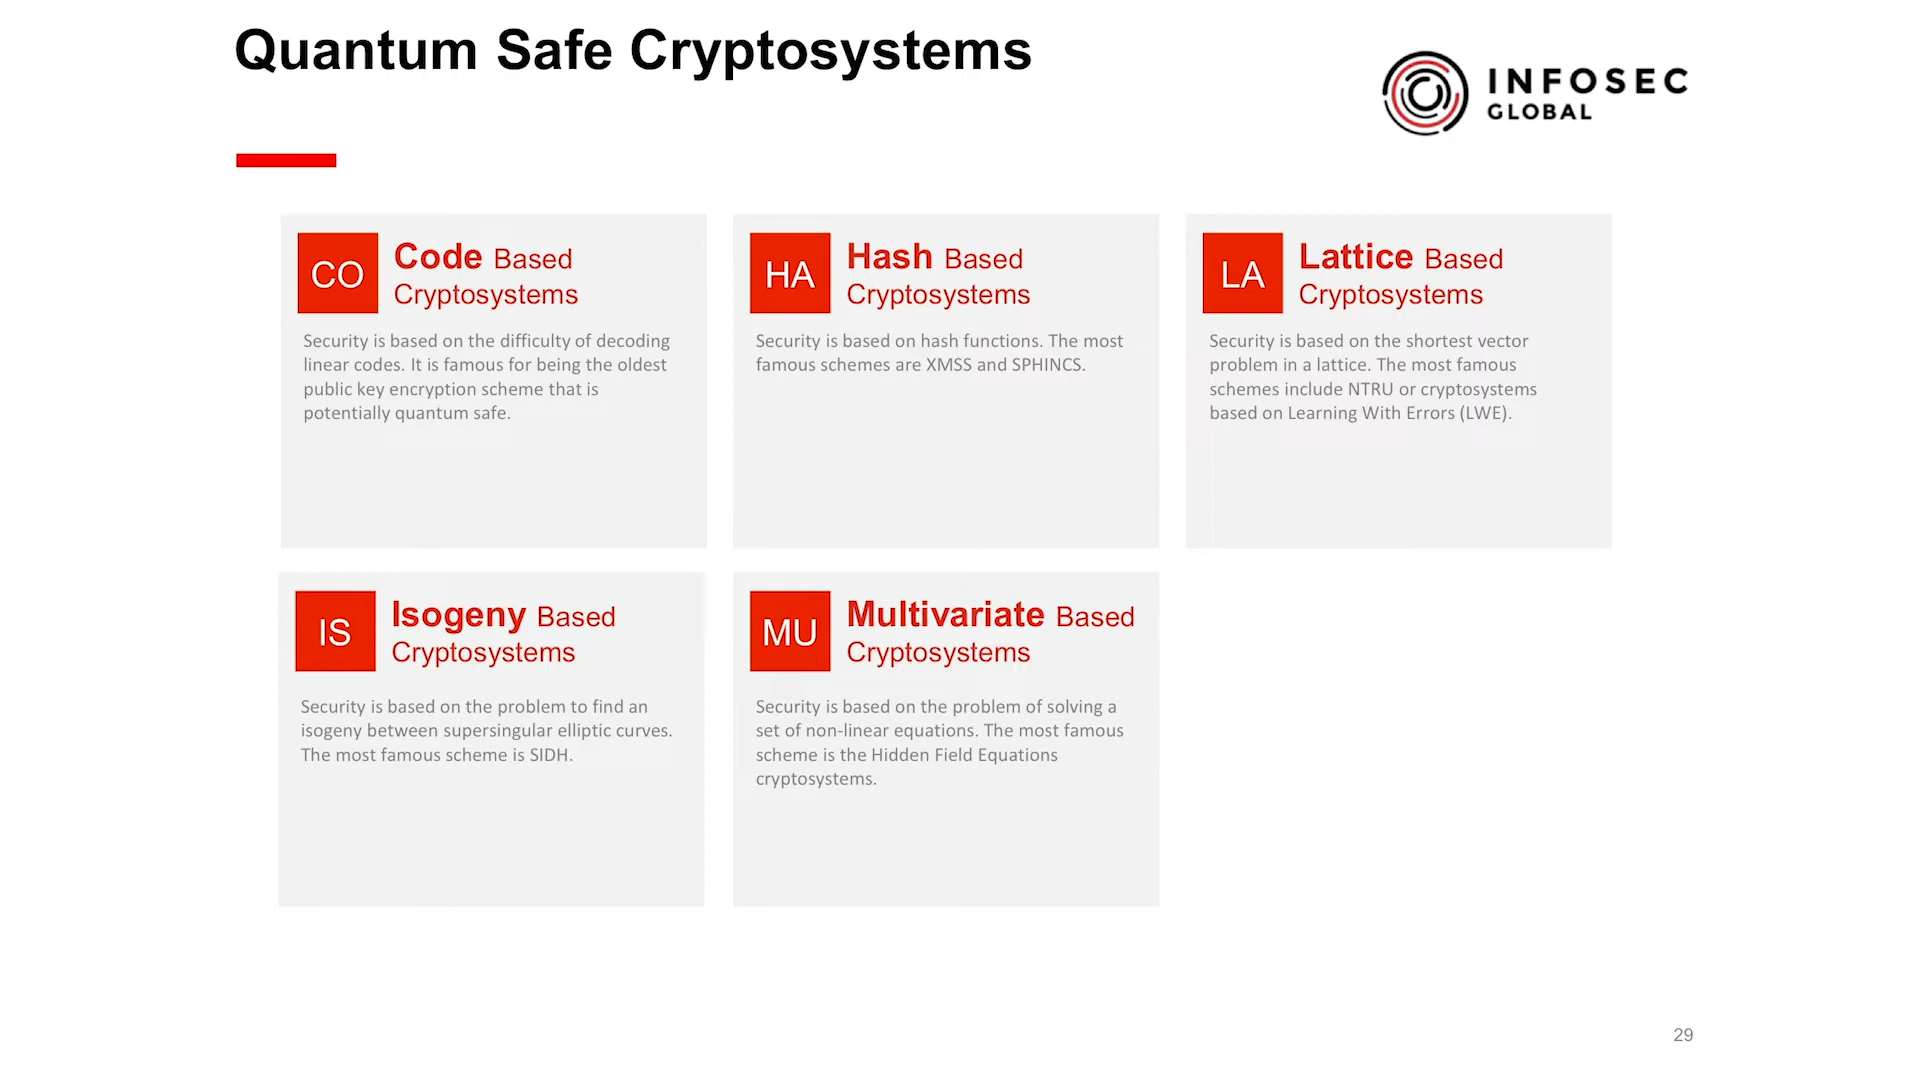 Quantum Safe Cryptosystems
INFOSEC
GLOBAL
CO
Code Based
Cryptosystems
Security is based on the difficulty of decoding
linear codes. It is famous for being the oldest
public key encryption scheme that is
potentially quantum safe.
HA
Hash Based
Cryptosystems
Security is based on hash functions. The most
famous schemes are XMSS and SPHINCS.
LA
Lattice Based
Cryptosystems
Security is based on the shortest vector
problem in a lattice. The most famous
schemes include NTRU or cryptosystems
based on Learning With Errors (LWE).
IS
Isogeny Based
Cryptosystems
Security is based on the problem to find an
isogeny between supersingular elliptic curves.
The most famous scheme is SIDH.
MU
Multivariate Based
Cryptosystems
Security is based on the problem of solving a
set of non-linear equations. The most famous
scheme is the Hidden Field Equations
cryptosystems.
29